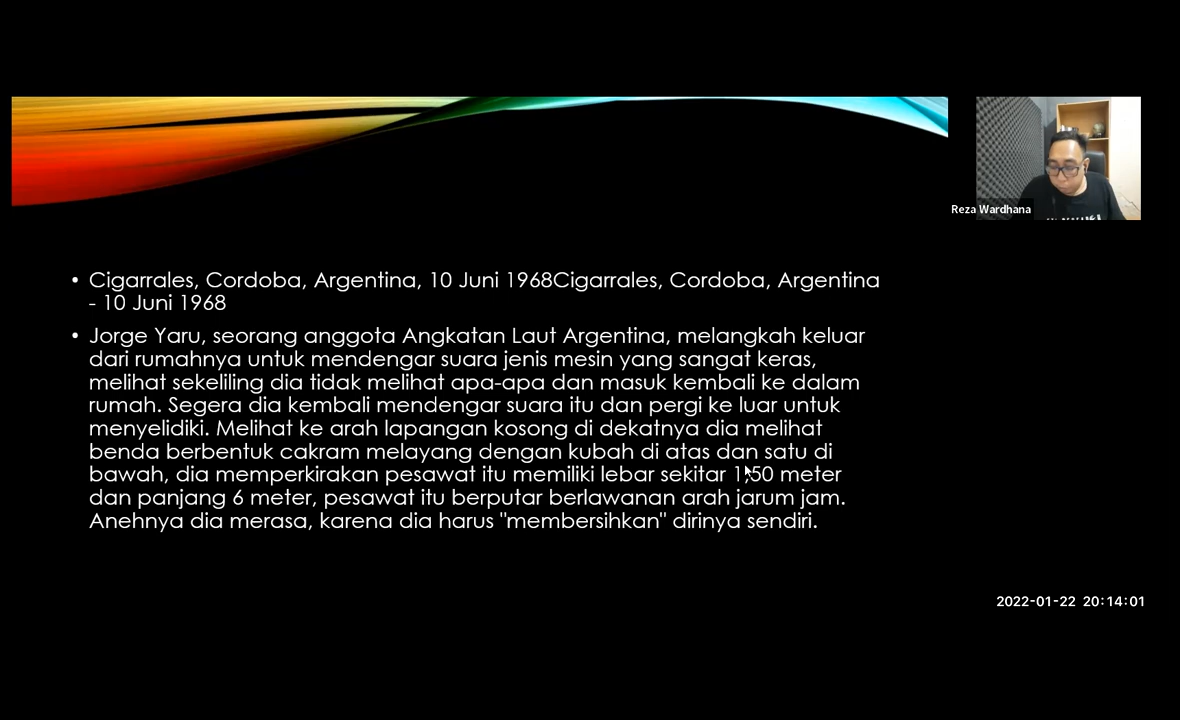 Reza Wardhana
• Cigarrales, Cordoba, Argentina, 10 Juni 1968Cigarrales, Cordoba, Argentina
- 10 Juni 1968
• Jorge Yaru, seorang anggota Angkatan Laut Argentina, melangkah keluar
dari rumahnya untuk mendengar suara jenis mesin yang sangat keras,
melihat sekeliling dia tidak melihat apa-apa dan masuk kembali ke dalam
rumah. Segera dia kembali mendengar suara itu dan pergi ke luar untuk
menyelidiki. Melihat ke arah lapangan kosong di dekatnya dia melihat
benda berbentuk cakram melayang dengan kubah di atas dan satu di
bawah, dia memperkirakan pesawat itu memiliki lebar sekitar 1,50 meter
dan panjang 6 meter, pesawat itu berputar berlawanan arah jarum jam.
Anehnya dia merasa, karena dia harus "membersihkan" dirinya sendiri.
2022-01-22 20:14:01